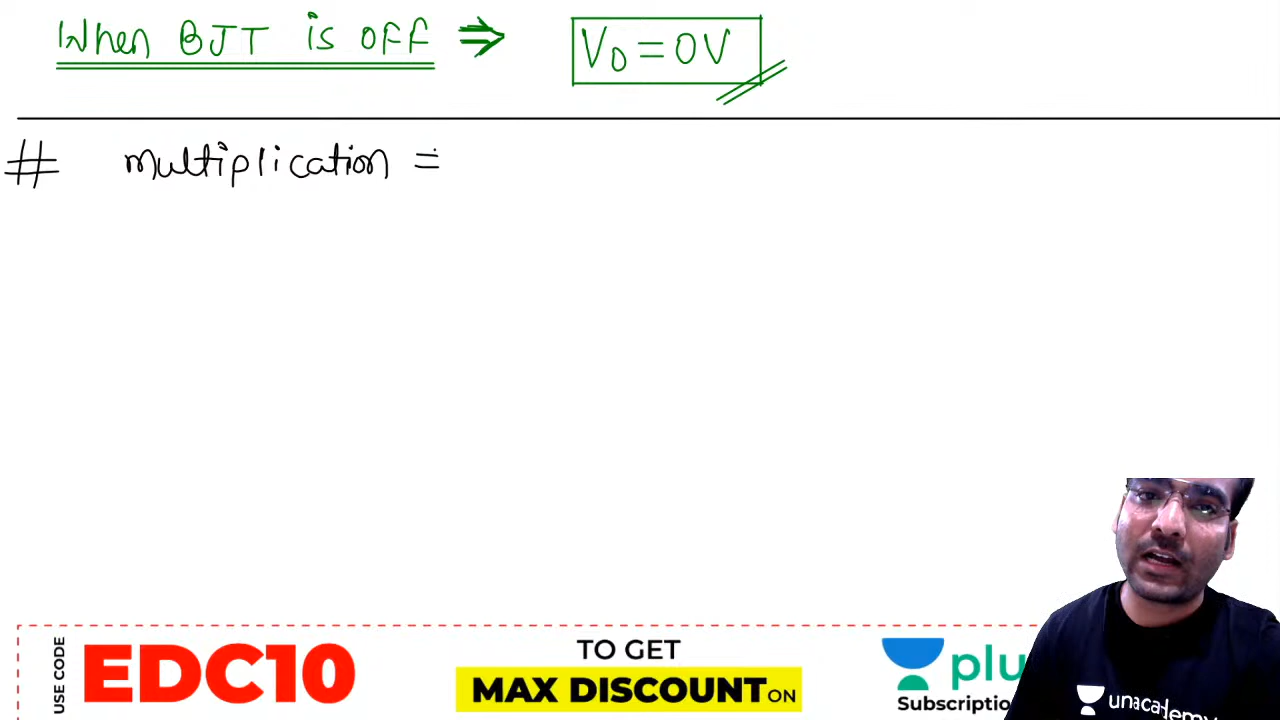 When BJT is OFF ⇒ V0 = 0V
# multiplication =
USE CODE
EDC10
TO GET
MAX DISCOUNT ON
plu
Subscriptio
unacademy